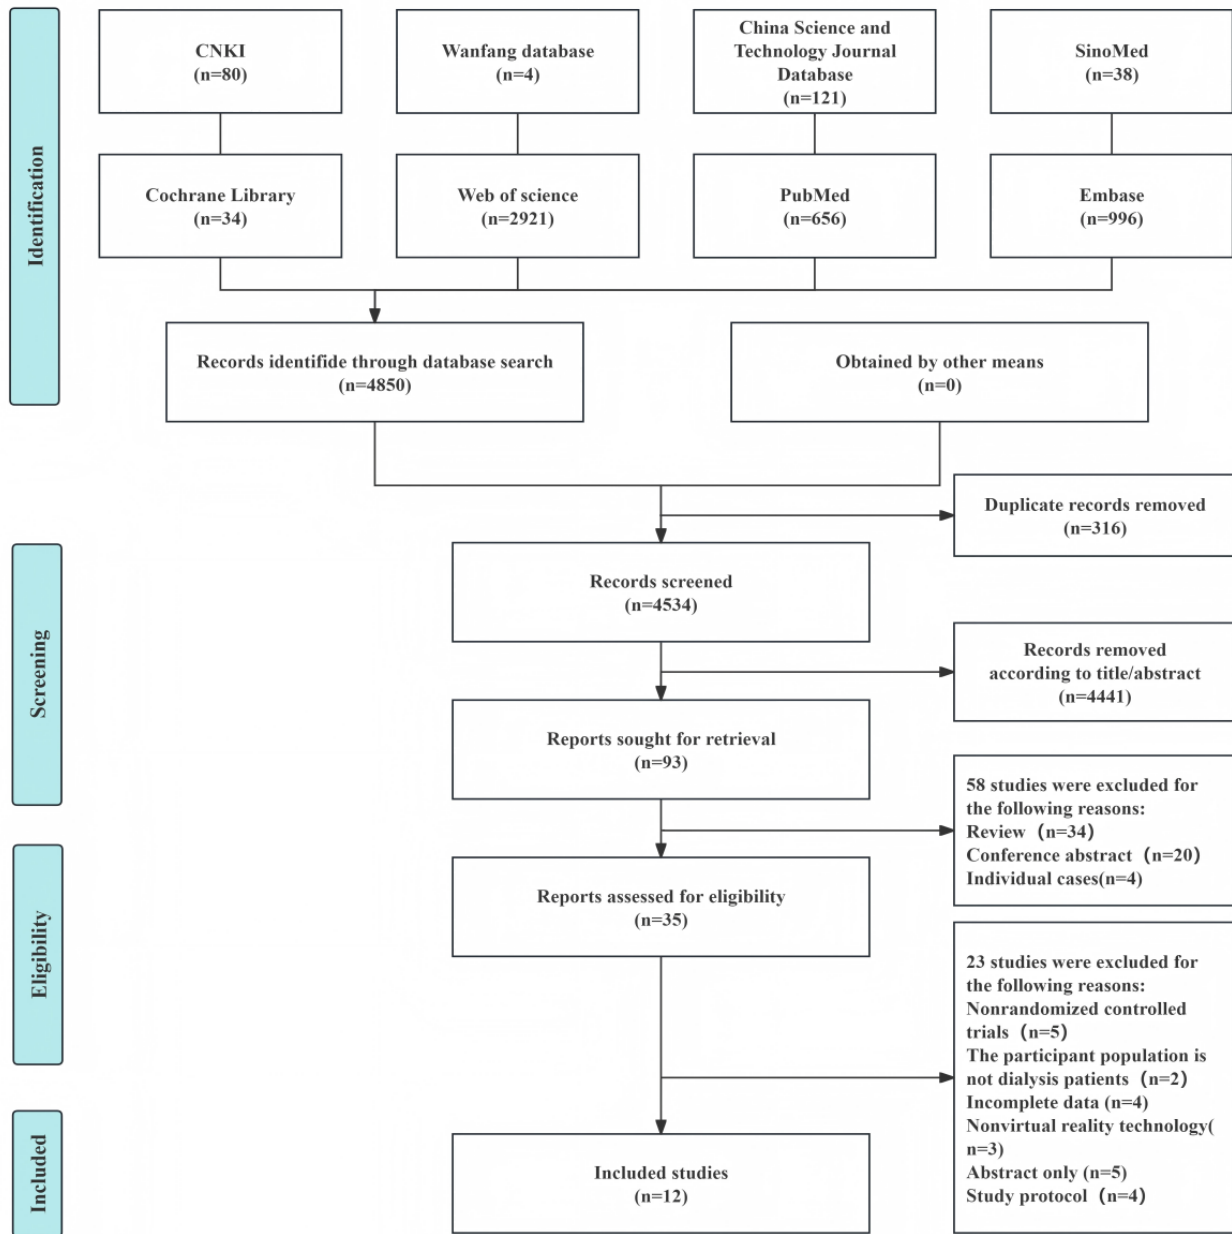 Identification
CNKI
(n=80)
Wanfang database
(n=4)
China Science and
Technology Journal
Database
(n=121)
SinoMed
(n=38)
Cochrane Library
(n=34)
Web of science
(n=2921)
PubMed
(n=656)
Embase
(n=996)
Records identifide through database search
(n=4850)
Obtained by other means
(n=0)
Duplicate records removed
(n=316)
Screening
Records screened
(n=4534)
Records removed
according to title/abstract
(n=4441)
Reports sought for retrieval
(n=93)
58 studies were excluded for
the following reasons:
Review（n=34）
Conference abstract（n=20）
Individual cases(n=4)
Eligibility
Reports assessed for eligibility
(n=35)
23 studies were excluded for
the following reasons:
Nonrandomized controlled
trials（n=5）
The participant population is
not dialysis patients（n=2）
Incomplete data (n=4)
Nonvirtual reality technology(
n=3)
Abstract only (n=5)
Study protocol（n=4）
Included
Included studies
(n=12)